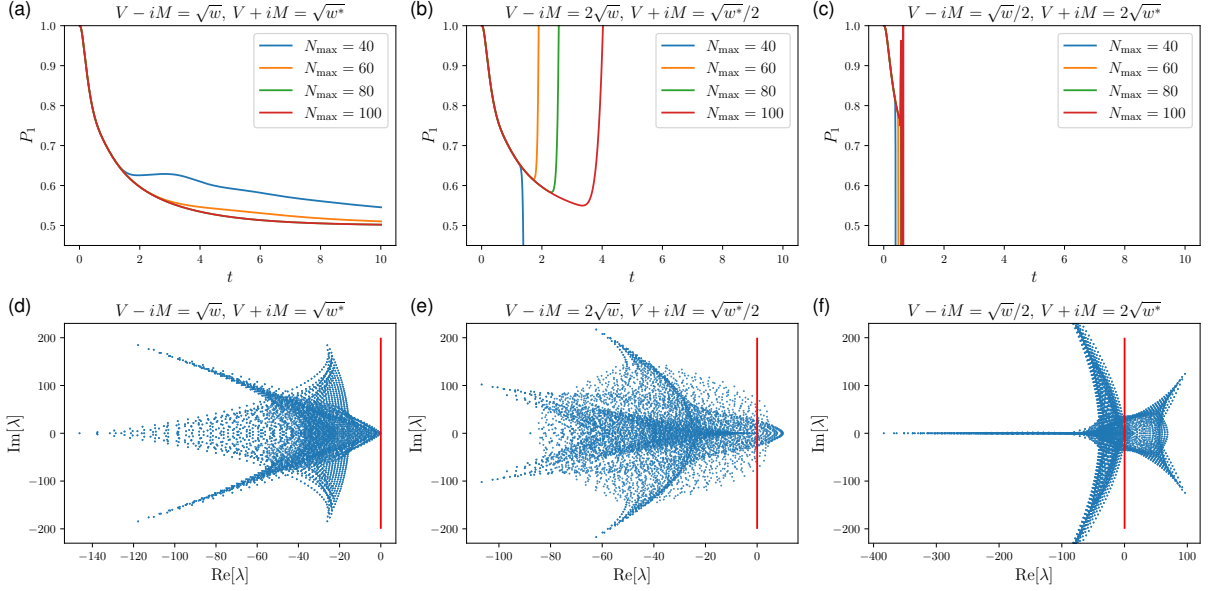 (a)
V − iM = √w, V + iM = √w*
1.0
0.9
0.8
0.7
0.6
0.5
P₁
0
2
4
6
8
10
t
N_max = 40
N_max = 60
N_max = 80
N_max = 100
(b)
V − iM = 2√w, V + iM = √w*/2
1.0
0.9
0.8
0.7
0.6
0.5
P₁
0
2
4
6
8
10
t
N_max = 40
N_max = 60
N_max = 80
N_max = 100
(c)
V − iM = √w/2, V + iM = 2√w*
1.0
0.9
0.8
0.7
0.6
0.5
P₁
0
2
4
6
8
10
t
N_max = 40
N_max = 60
N_max = 80
N_max = 100
(d)
V − iM = √w, V + iM = √w*
200
100
0
−100
−200
Im[λ]
−140
−120
−100
−80
−60
−40
−20
0
Re[λ]
(e)
V − iM = 2√w, V + iM = √w*/2
200
100
0
−100
−200
Im[λ]
−100
−80
−60
−40
−20
0
Re[λ]
(f)
V − iM = √w/2, V + iM = 2√w*
200
100
0
−100
−200
Im[λ]
−400
−300
−200
−100
0
100
Re[λ]